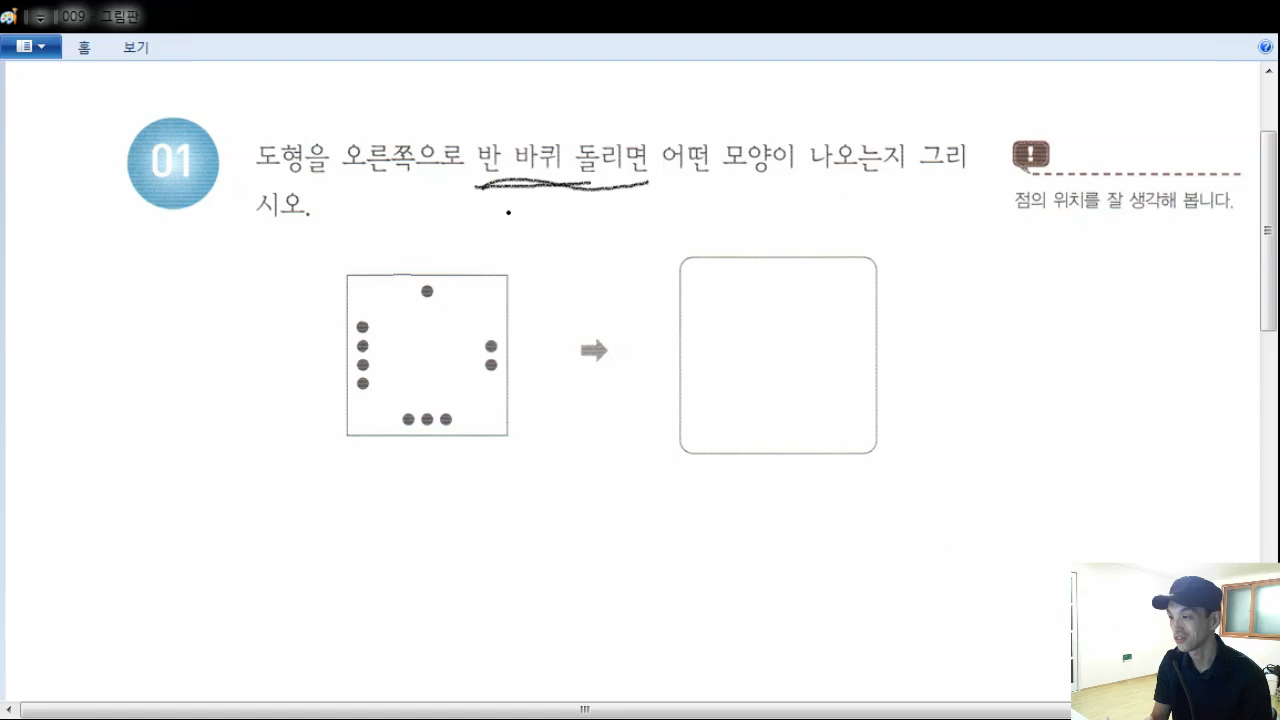 009 - 그림판
홈 보기
01
도형을 오른쪽으로 반 바퀴 돌리면 어떤 모양이 나오는지 그리
시오.
!
점의 위치를 잘 생각해 봅니다.